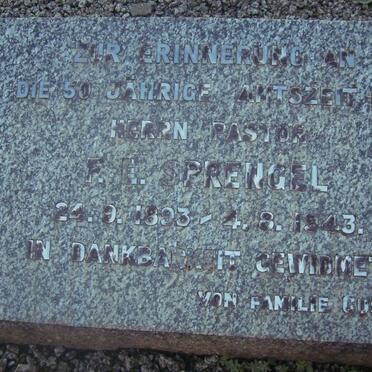 ZUR ERINNERUNG AN
DIE 50 JÄHRIGE AMTSZEIT,
HERRN PASTOR
F. E. SPRENGEL
24. 9. 1893 - 4. 8. 1943.
IN DANKBARKEIT GEWIDMET
VON FAMILIE